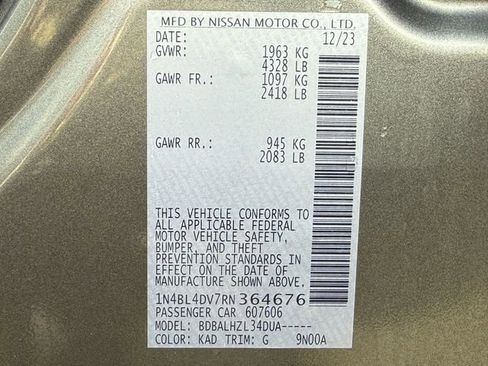 MFD BY NISSAN MOTOR CO., LTD.
DATE: 12/23
GVWR: 1963 KG
4328 LB
GAWR FR.: 1097 KG
2418 LB
GAWR RR.: 945 KG
2083 LB
THIS VEHICLE CONFORMS TO
ALL APPLICABLE FEDERAL
MOTOR VEHICLE SAFETY,
BUMPER, AND THEFT
PREVENTION STANDARDS IN
EFFECT ON THE DATE OF
MANUFACTURE SHOWN ABOVE.
1N4BL4DV7RN364676
PASSENGER CAR 607606
MODEL: BDBALHZL34DUA-----
COLOR: KAD TRIM: G 9N00A